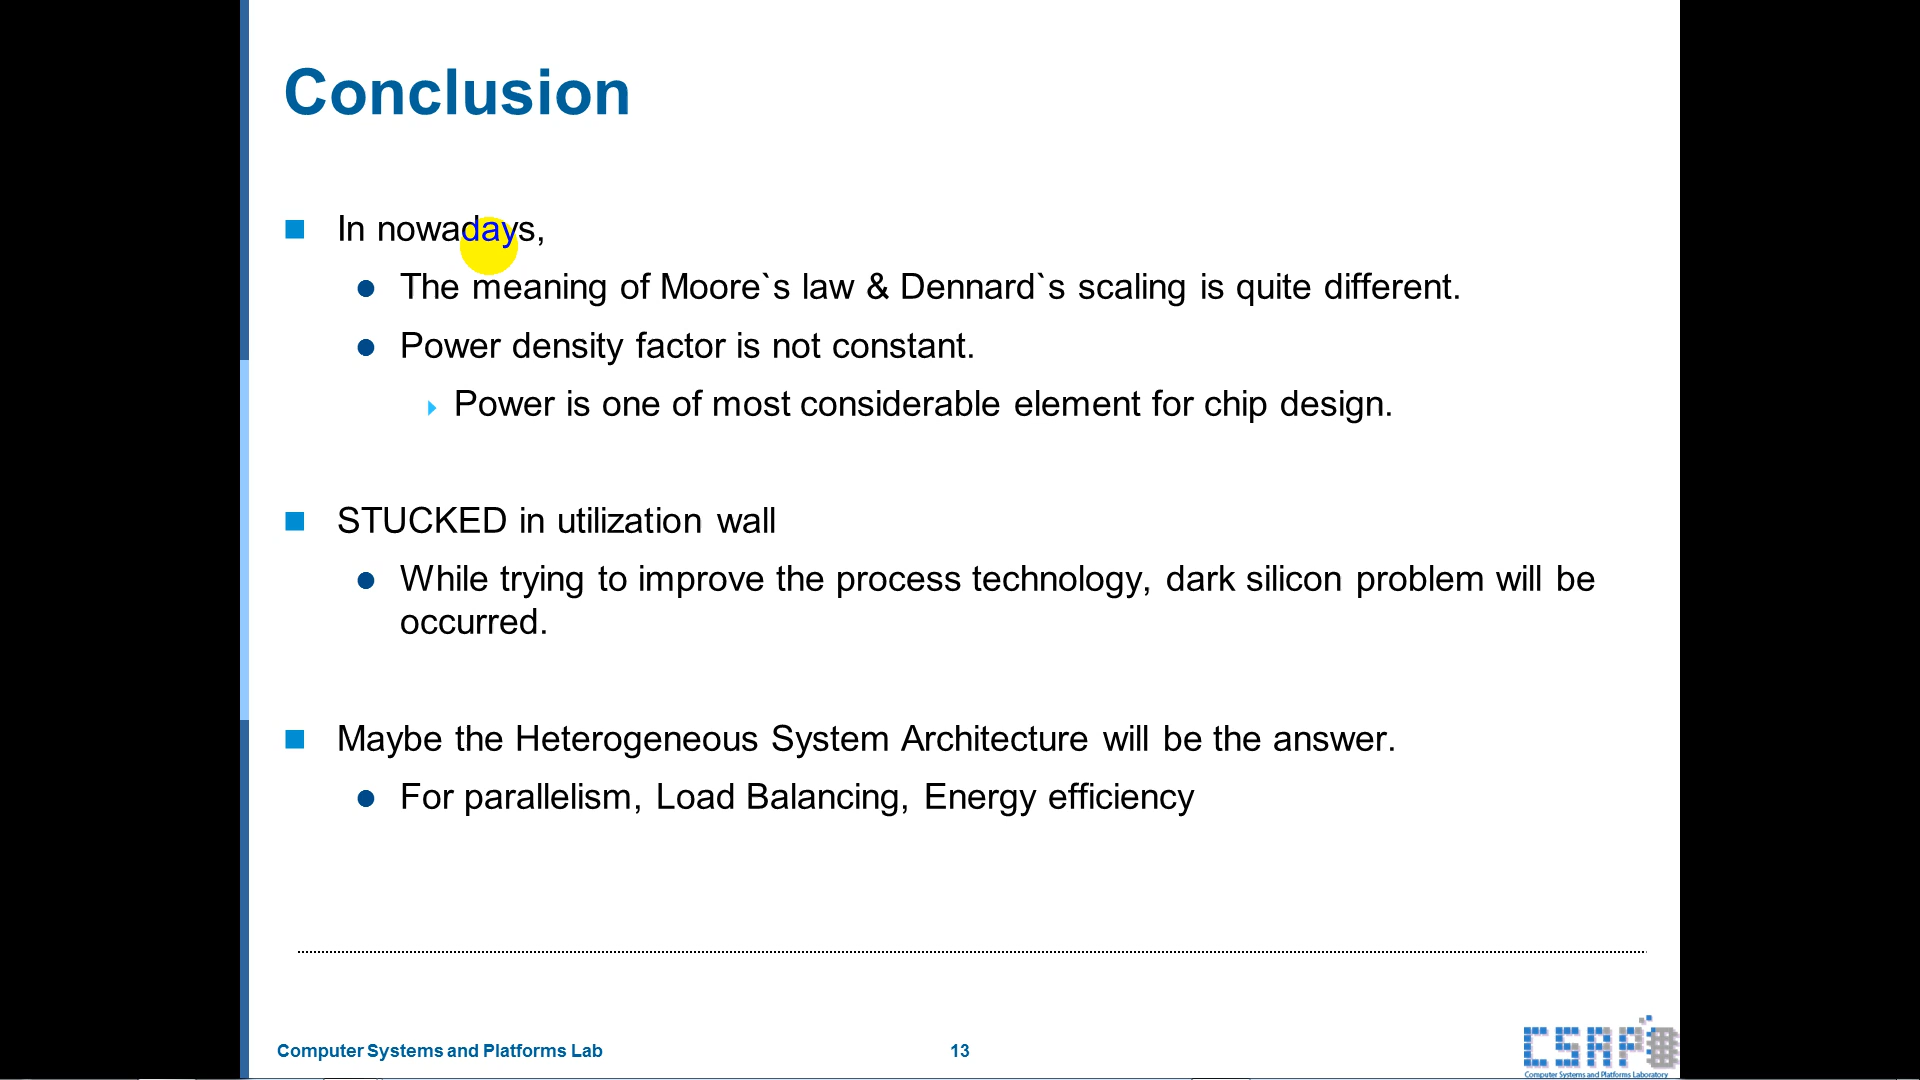 Conclusion
In nowadays,
The meaning of Moore`s law & Dennard`s scaling is quite different.
Power density factor is not constant.
Power is one of most considerable element for chip design.
STUCKED in utilization wall
While trying to improve the process technology, dark silicon problem will be
occurred.
Maybe the Heterogeneous System Architecture will be the answer.
For parallelism, Load Balancing, Energy efficiency
Computer Systems and Platforms Lab
13
CSAP
Computer Systems and Platforms Laboratory